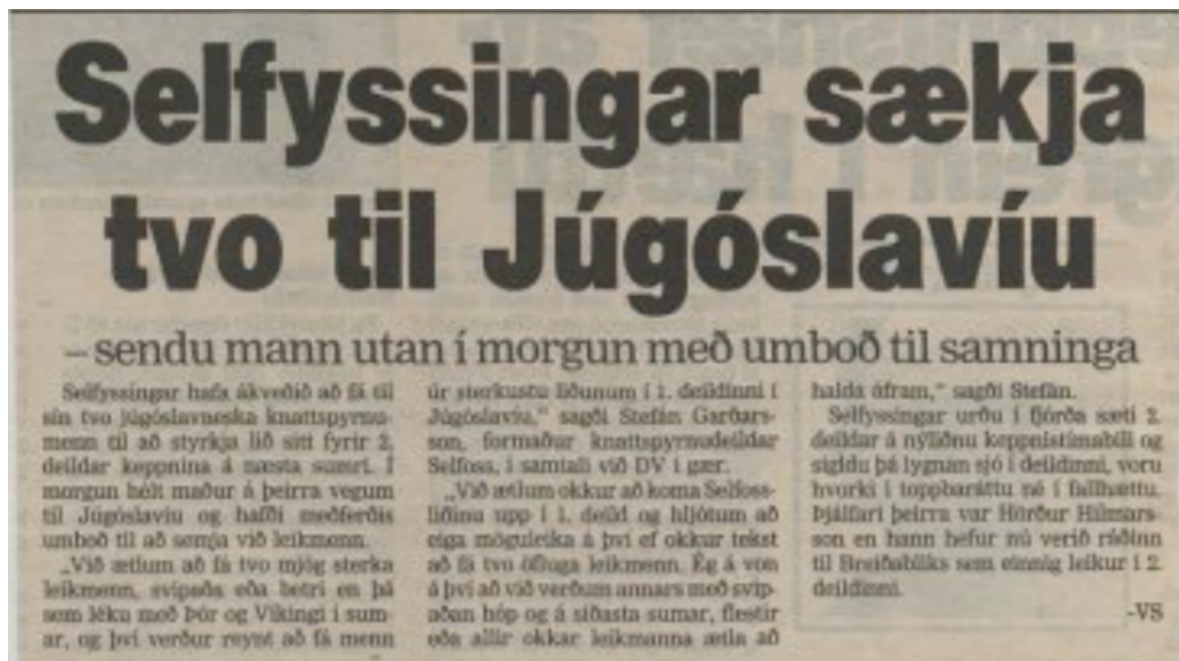 Selfyssingar sækja
tvo til Júgóslavíu
– sendu mann utan í morgun með umboð til samninga
Selfyssingar hafa ákveðið að fá til
sín tvo júgóslavneska knattspyrnu-
menn til að styrkja lið sitt fyrir 2.
deildar keppnina á næsta sumri. Í
morgun hélt maður á þeirra vegum
til Júgóslavíu og hafði meðferðis
umboð til að semja við leikmenn.
„Við ætlum að fá tvo mjög sterka
leikmenn, svipaða eða betri en þá
sem léku með Þór og Víkingi í sum-
ar, og því verður reynt að fá menn
úr sterkustu liðunum í 1. deildinni í
Júgóslavíu,“ sagði Stefán Garðars-
son, formaður knattspyrnudeildar
Selfoss, í samtali við DV í gær.
„Við ætlum okkur að koma Selfoss-
liðinu upp í 1. deild og hljótum að
eiga möguleika á því ef okkur tekst
að fá tvo öfluga leikmenn. Ég á von
á því að við verðum annars með svip-
aðan hóp og á síðasta sumar, flestir
eða allir okkar leikmanna ætla að
halda áfram,“ sagði Stefán.
Selfyssingar urðu í fjórða sæti 2.
deildar á nýliðnu keppnistímabili og
sigldu þá lygnan sjó í deildinni, voru
hvorki í toppbaráttu né í fallhættu.
Þjálfari þeirra var Hörður Hilmars-
son en hann hefur nú verið ráðinn
til Breiðabliks sem einnig leikur í 2.
deildinni.
-VS